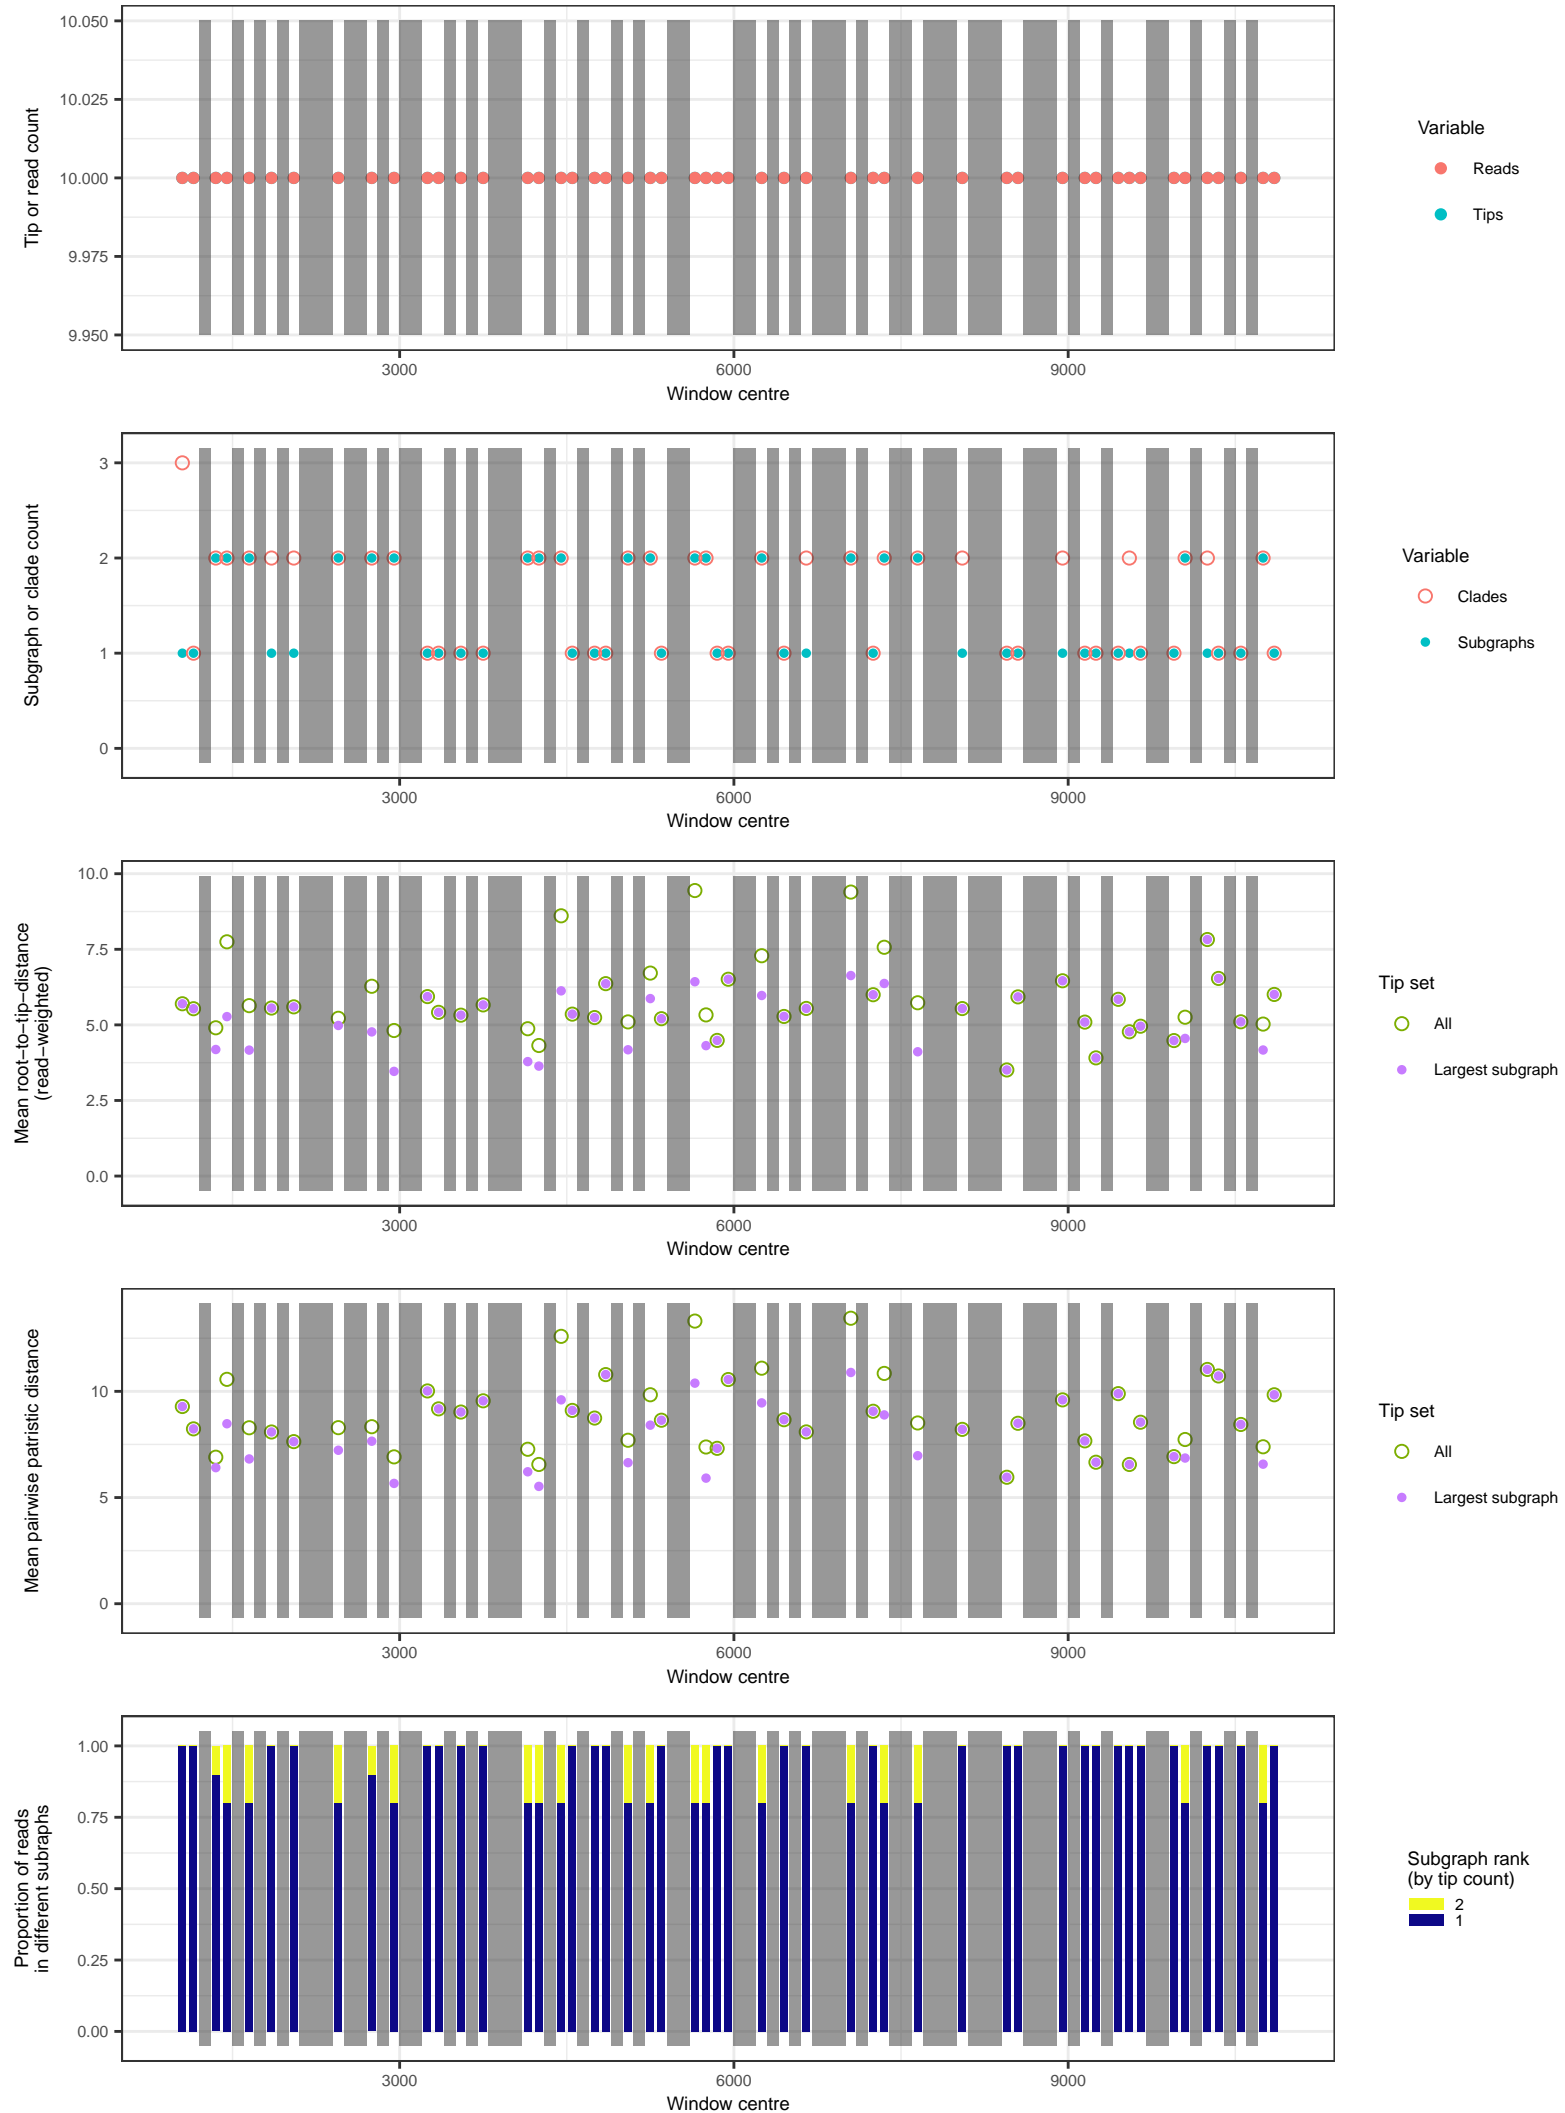 10.050
10.025
10.000
9.975
9.950
Tip or read count
3000
6000
9000
Window centre
Variable
Reads
Tips
3
2
1
0
Subgraph or clade count
3000
6000
9000
Window centre
Variable
Clades
Subgraphs
10.0
7.5
5.0
2.5
0.0
Mean root−to−tip−distance
(read−weighted)
3000
6000
9000
Window centre
Tip set
All
Largest subgraph
10
5
0
Mean pairwise patristic distance
3000
6000
9000
Window centre
Tip set
All
Largest subgraph
1.00
0.75
0.50
0.25
0.00
Proportion of reads
in different subraphs
3000
6000
9000
Window centre
Subgraph rank
(by tip count)
2
1